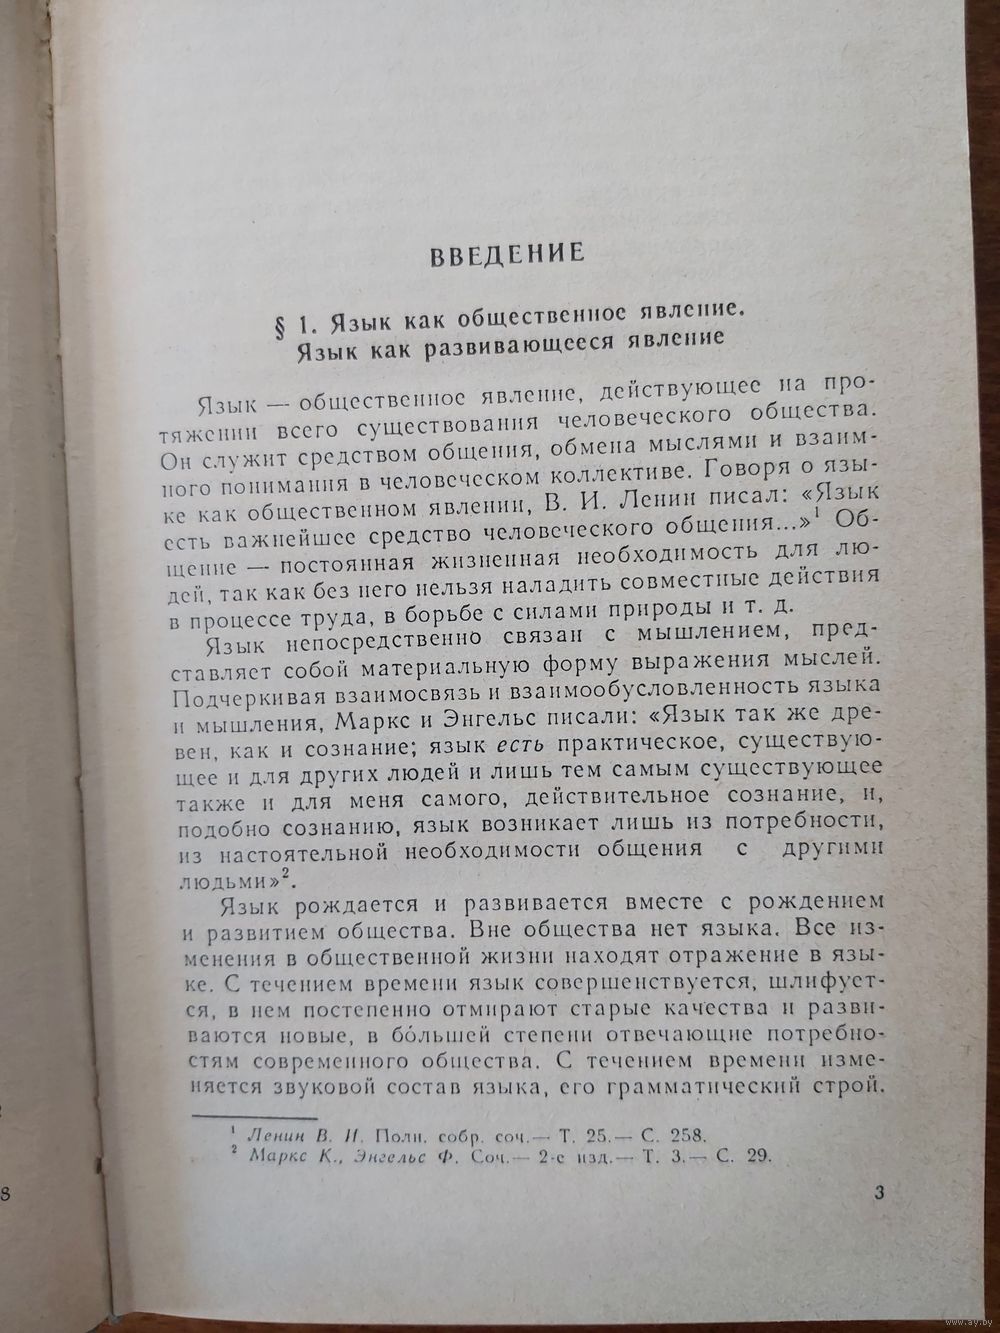 ВВЕДЕНИЕ
§ 1. Язык как общественное явление.
Язык как развивающееся явление
Язык — общественное явление, действующее на про-
тяжении всего существования человеческого общества.
Он служит средством общения, обмена мыслями и взаим-
ного понимания в человеческом коллективе. Говоря о язы-
ке как общественном явлении, В. И. Ленин писал: «Язык
есть важнейшее средство человеческого общения...»¹ Об-
щение — постоянная жизненная необходимость для лю-
дей, так как без него нельзя наладить совместные действия
в процессе труда, в борьбе с силами природы и т. д.
Язык непосредственно связан с мышлением, пред-
ставляет собой материальную форму выражения мыслей.
Подчеркивая взаимосвязь и взаимообусловленность языка
и мышления, Маркс и Энгельс писали: «Язык так же дре-
вен, как и сознание; язык есть практическое, существую-
щее и для других людей и лишь тем самым существующее
также и для меня самого, действительное сознание, и,
подобно сознанию, язык возникает лишь из потребности,
из настоятельной необходимости общения с другими
людьми»².
Язык рождается и развивается вместе с рождением
и развитием общества. Вне общества нет языка. Все из-
менения в общественной жизни находят отражение в язы-
ке. С течением времени язык совершенствуется, шлифует-
ся, в нем постепенно отмирают старые качества и разви-
ваются новые, в бо́льшей степени отвечающие потребно-
стям современного общества. С течением времени изме-
няется звуковой состав языка, его грамматический строй.
¹ Ленин В. И. Полн. собр. соч.— Т. 25.— С. 258.
² Маркс К., Энгельс Ф. Соч.— 2-е изд.— Т. 3.— С. 29.
3
8
www.ay.by